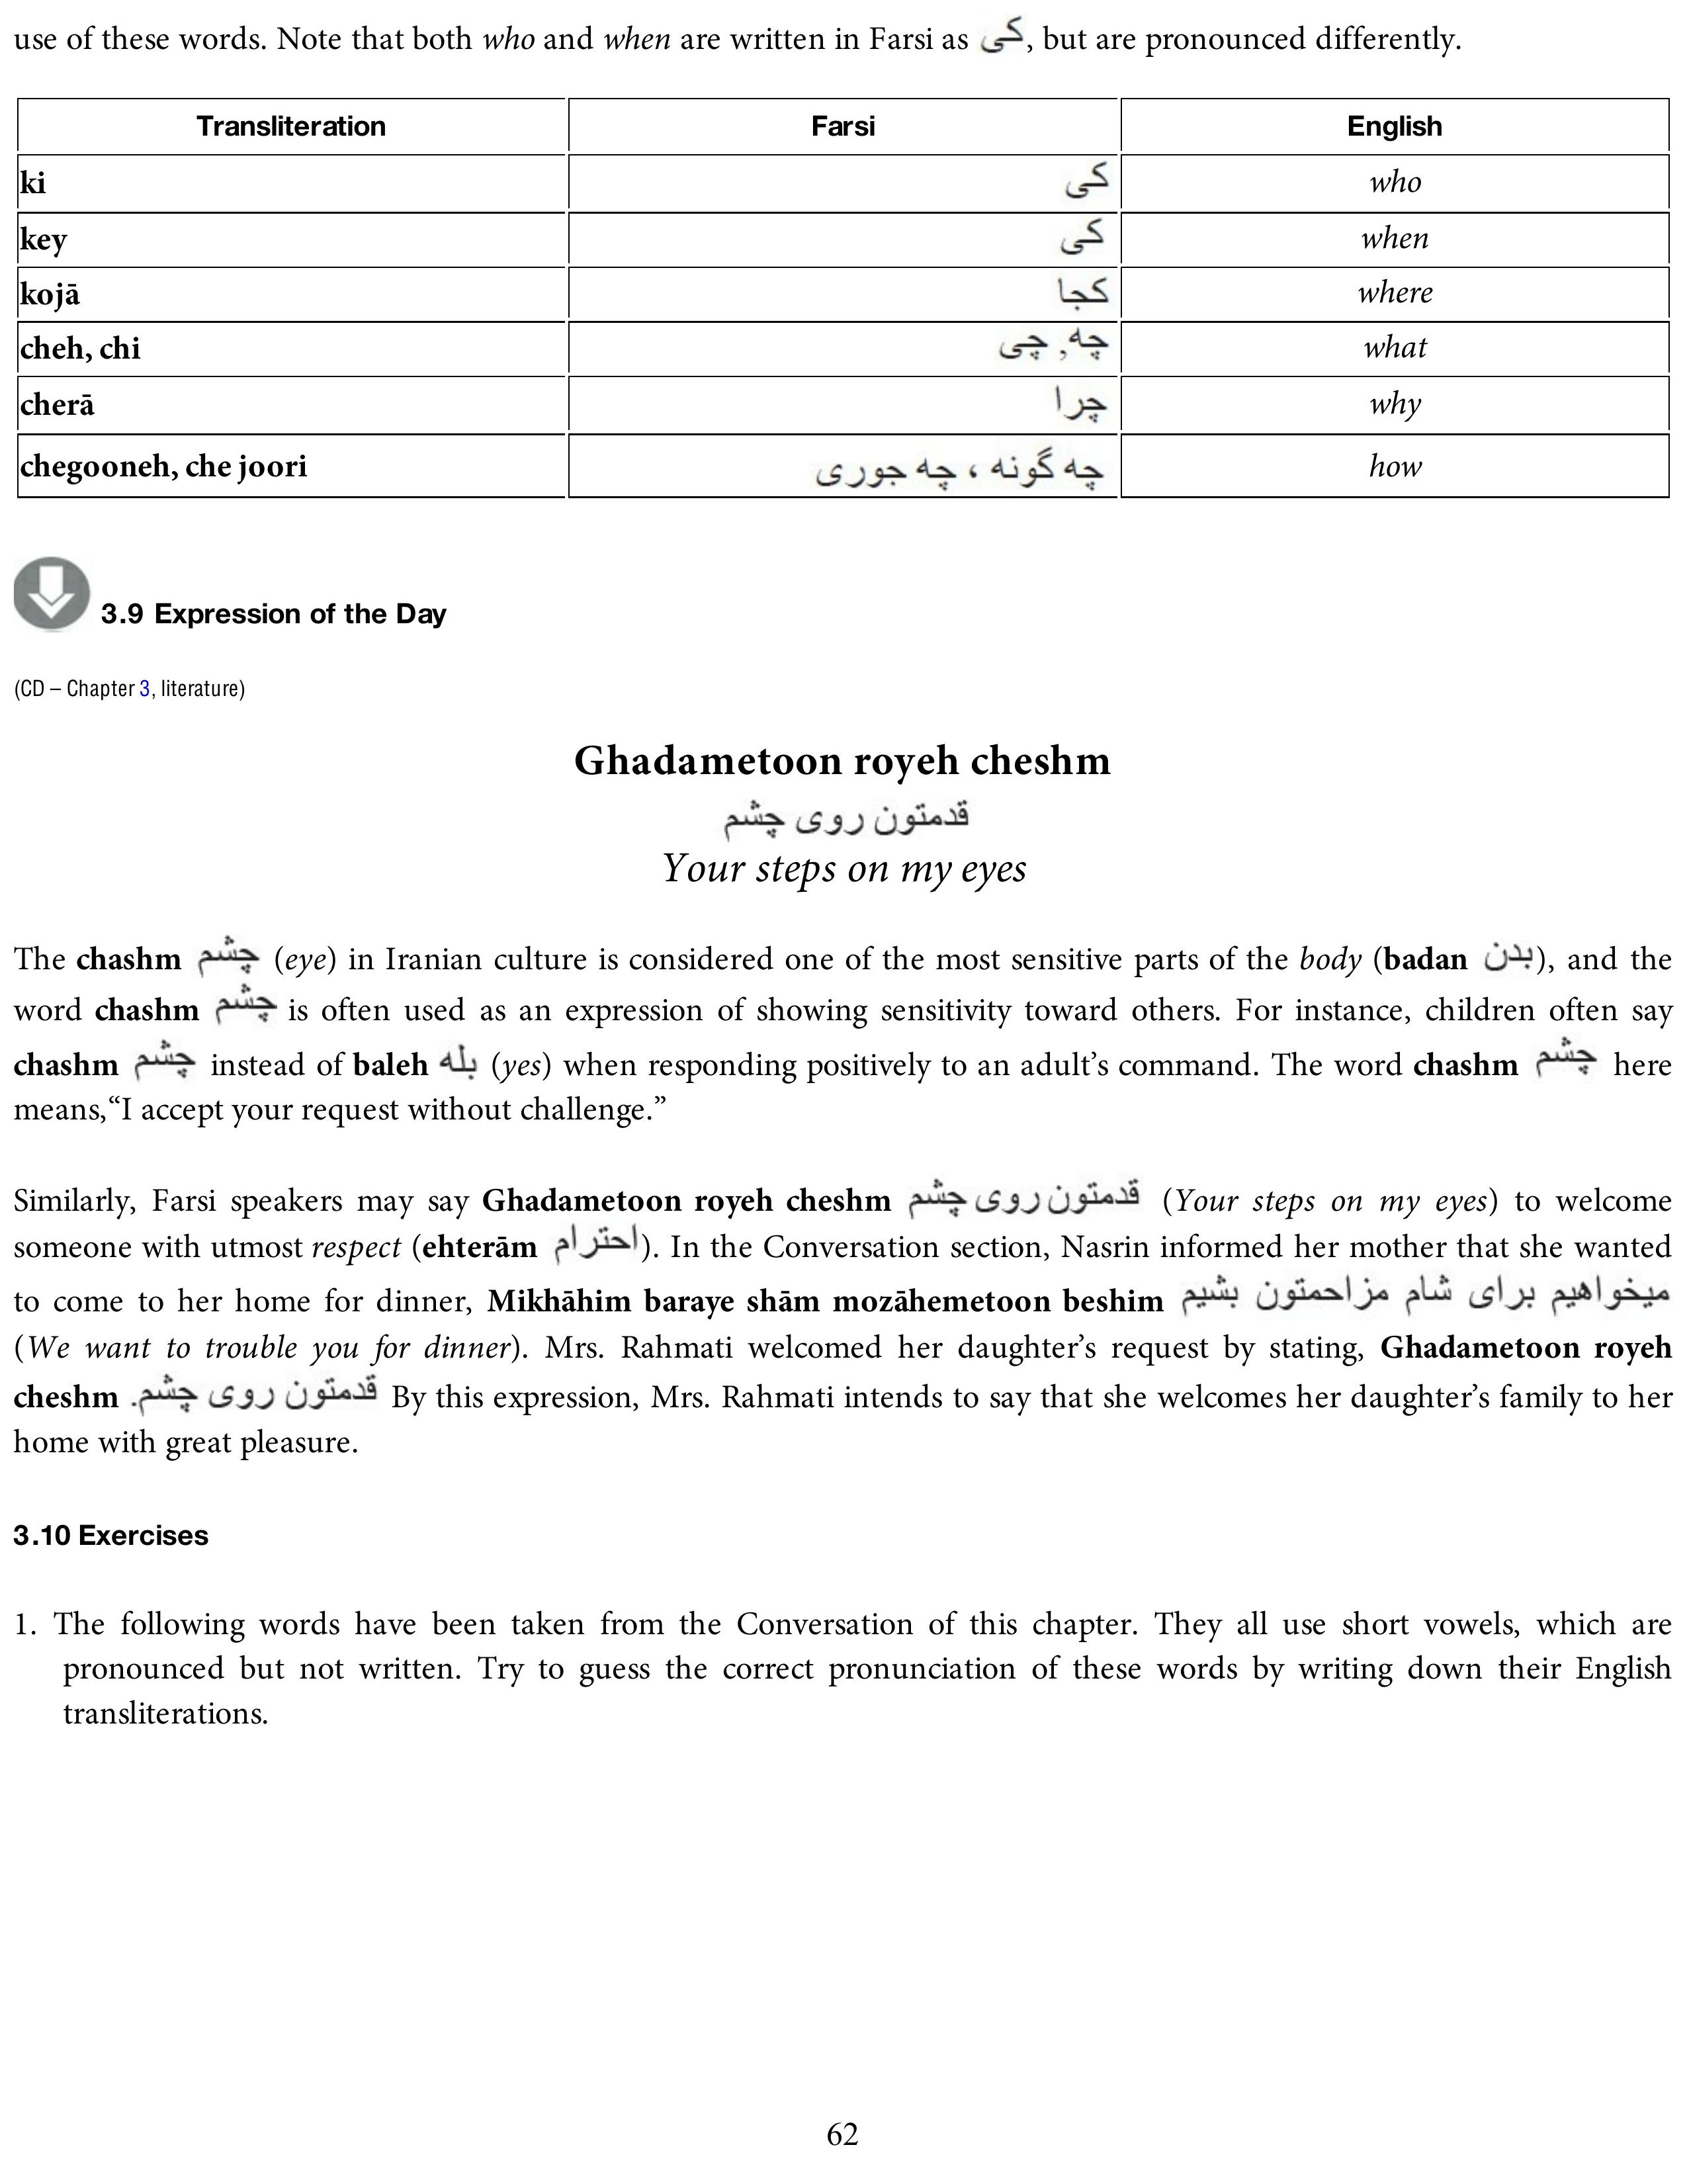 use of these words. Note that both who and when are written in Farsi as کی, but are pronounced differently.
Transliteration Farsi English
ki کی who
key کی when
kojā کجا where
cheh, chi چه, چی what
cherā چرا why
chegooneh, che joori چه گونه ، چه جوری how
3.9 Expression of the Day
(CD – Chapter 3, literature)
Ghadametoon royeh cheshm
قدمتون روی چشم
Your steps on my eyes
The chashm چشم (eye) in Iranian culture is considered one of the most sensitive parts of the body (badan بدن), and the
word chashm چشم is often used as an expression of showing sensitivity toward others. For instance, children often say
chashm چشم instead of baleh بله (yes) when responding positively to an adult’s command. The word chashm چشم here
means,“I accept your request without challenge.”
Similarly, Farsi speakers may say Ghadametoon royeh cheshm قدمتون روی چشم (Your steps on my eyes) to welcome
someone with utmost respect (ehterām احترام). In the Conversation section, Nasrin informed her mother that she wanted
to come to her home for dinner, Mikhāhim baraye shām mozāhemetoon beshim میخواهیم برای شام مزاحمتون بشیم
(We want to trouble you for dinner). Mrs. Rahmati welcomed her daughter’s request by stating, Ghadametoon royeh
cheshm قدمتون روی چشم. By this expression, Mrs. Rahmati intends to say that she welcomes her daughter’s family to her
home with great pleasure.
3.10 Exercises
1. The following words have been taken from the Conversation of this chapter. They all use short vowels, which are
pronounced but not written. Try to guess the correct pronunciation of these words by writing down their English
transliterations.
62